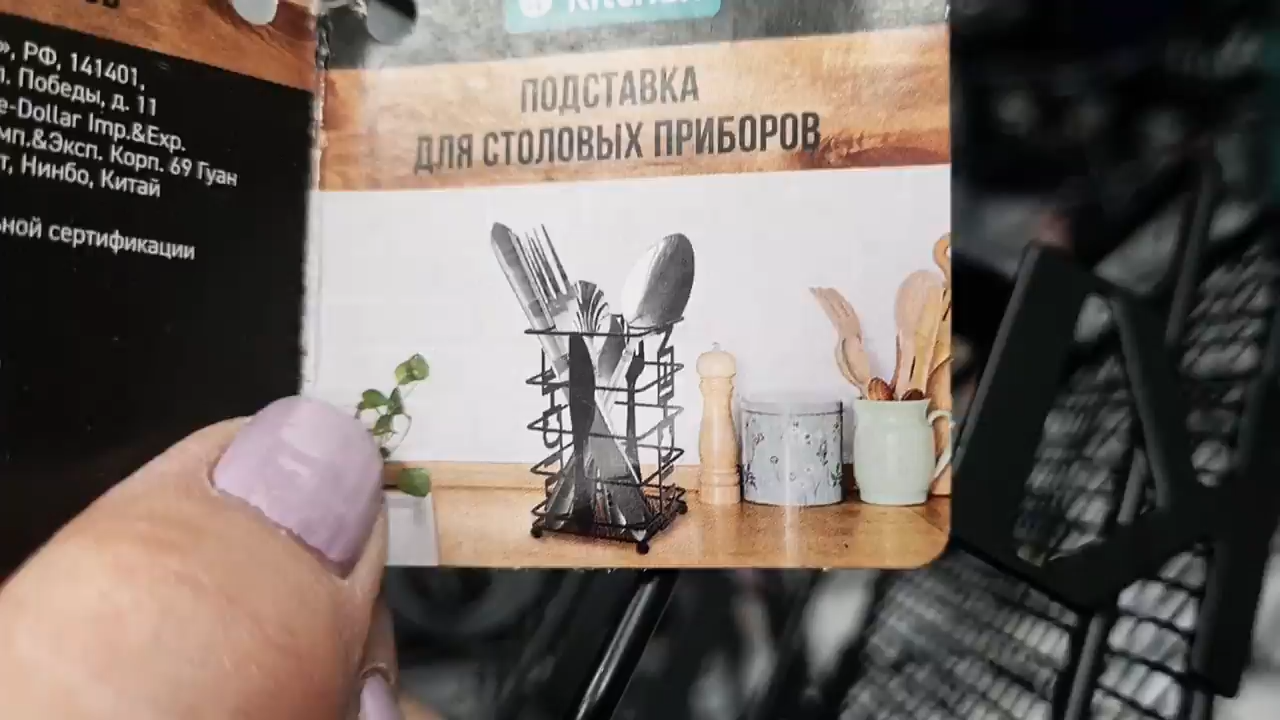 », РФ, 141401,
л. Победы, д. 11
e-Dollar Imp.&Exp.
мп.&Эксп. Корп. 69 Гуан
т, Нинбо, Китай
ной сертификации
ПОДСТАВКА
ДЛЯ СТОЛОВЫХ ПРИБОРОВ